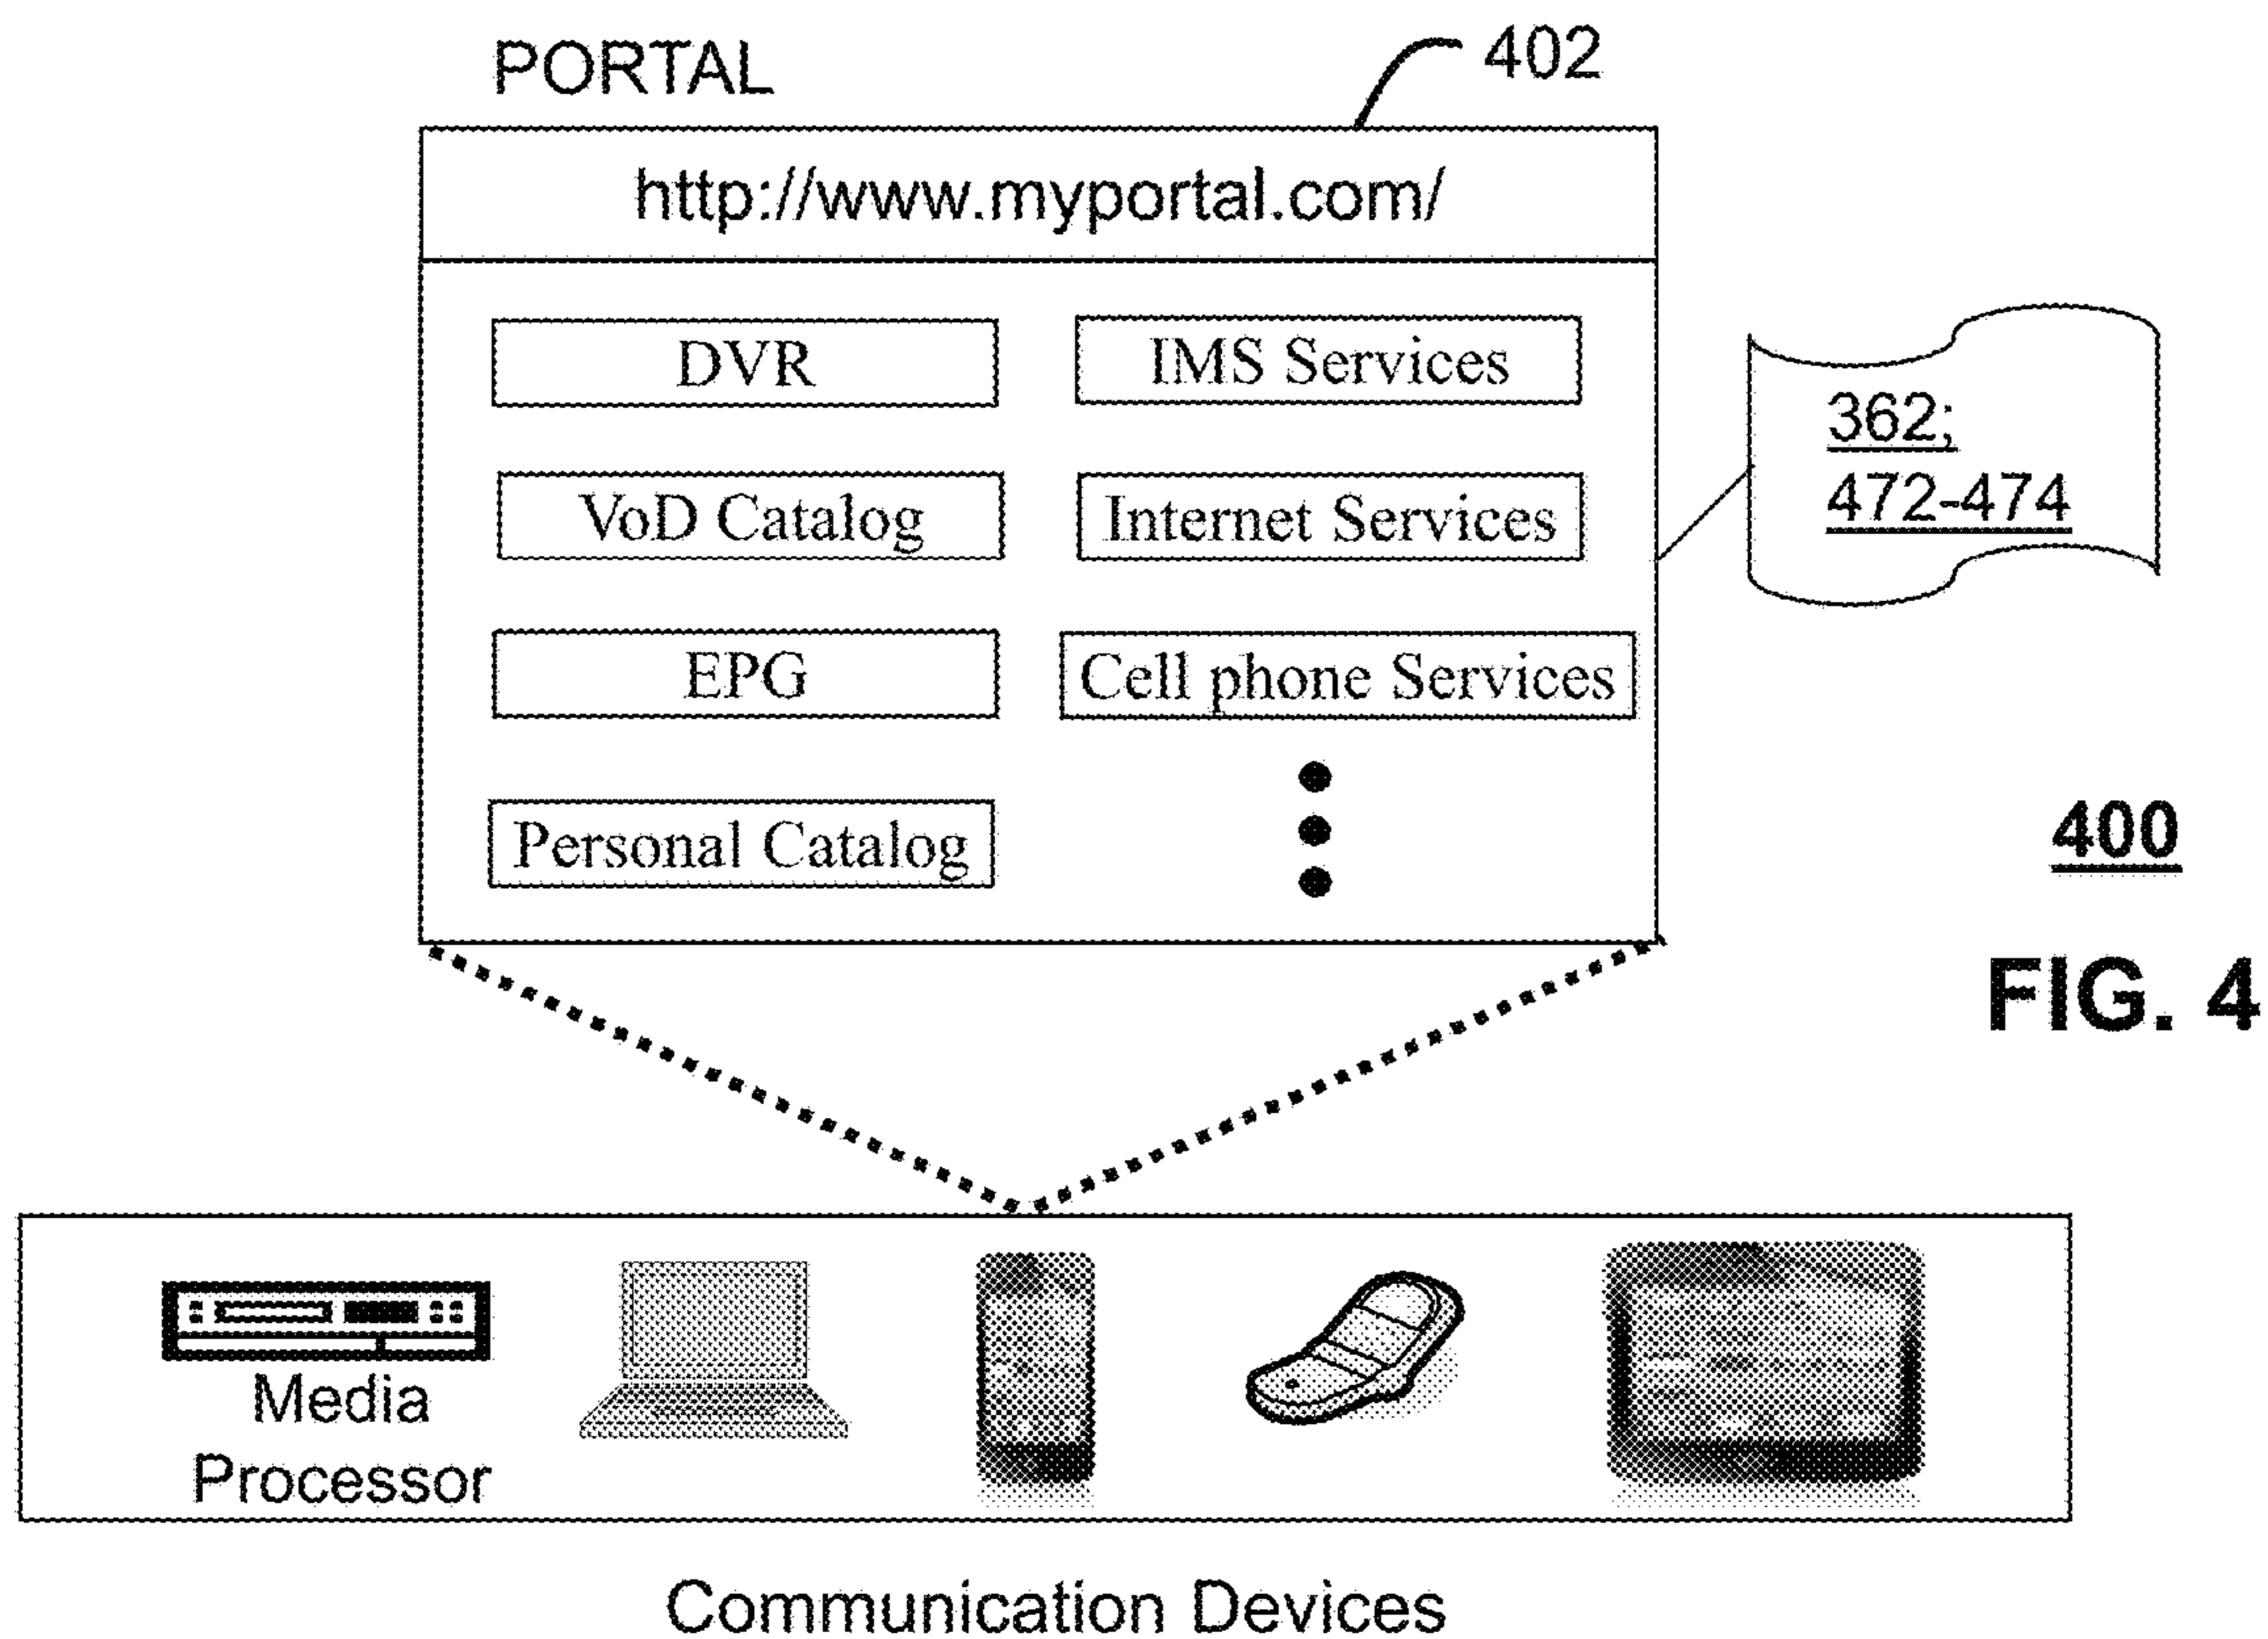 PORTAL
402
http://www.myportal.com/
DVR
IMS Services
VoD Catalog
Internet Services
EPG
Cell phone Services
Personal Catalog
362;
472-474
400
FIG. 4
Media
Processor
Communication Devices